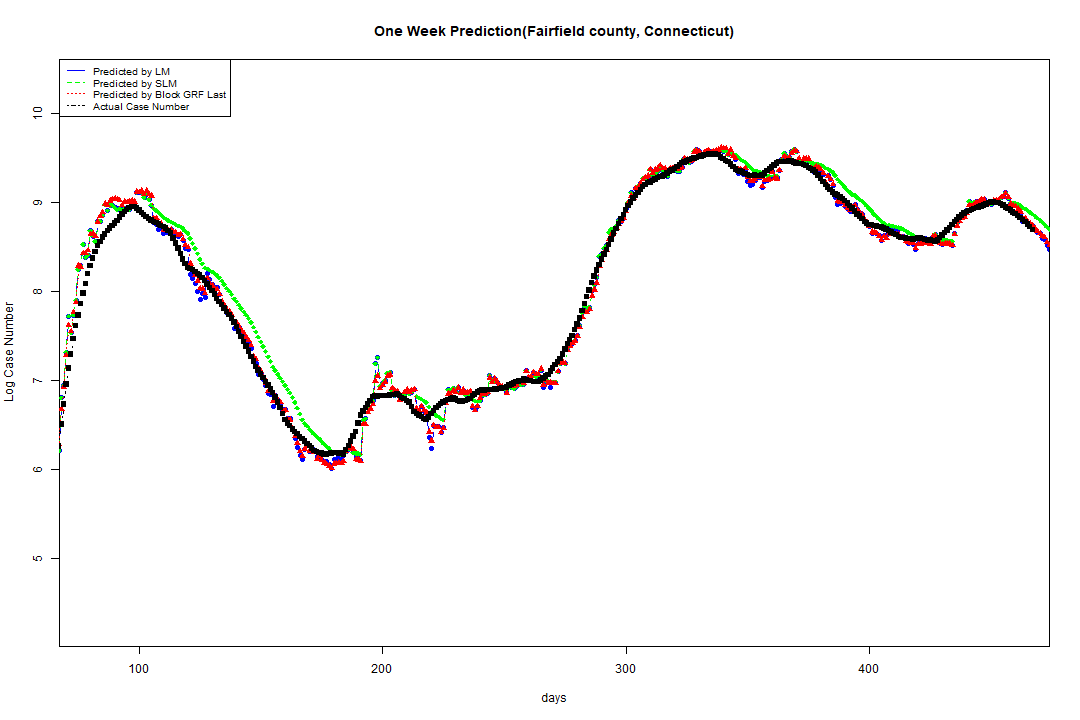 One Week Prediction(Fairfield county, Connecticut)
Predicted by LM
Predicted by SLM
Predicted by Block GRF Last
Actual Case Number
10
9
8
7
6
5
Log Case Number
100 200 300 400
days